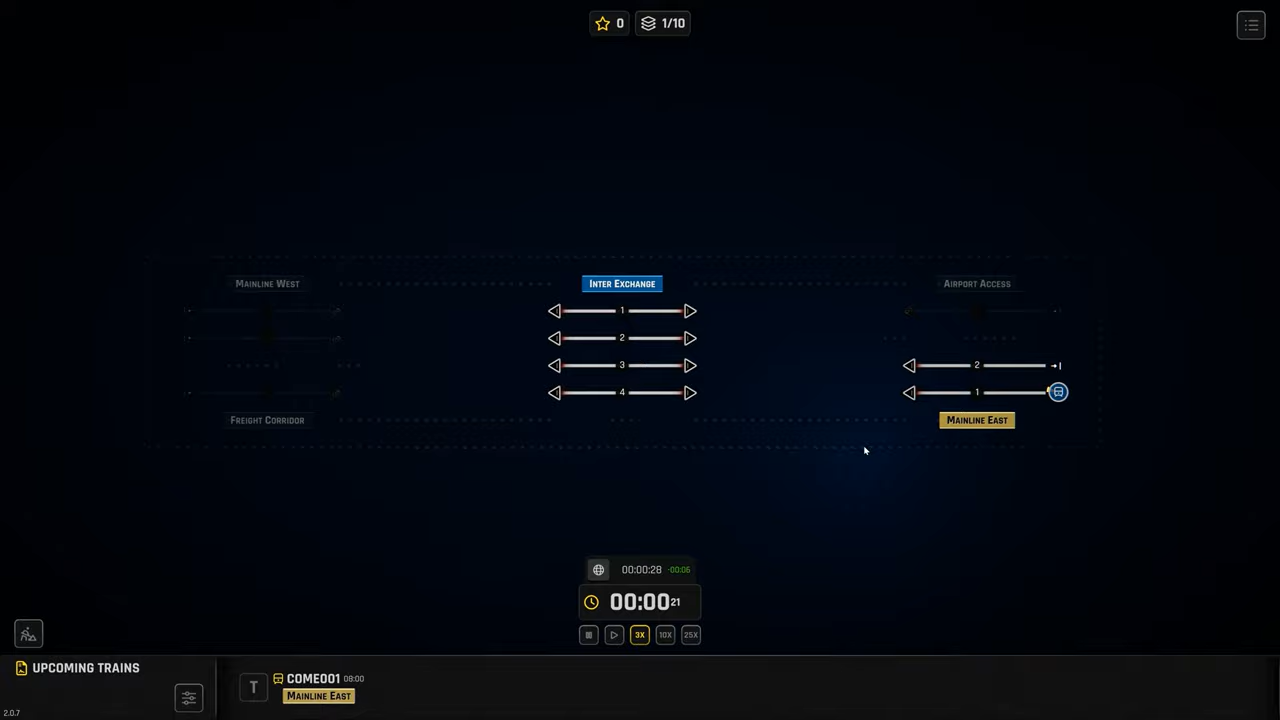 0
1/10
MAINLINE WEST
INTER EXCHANGE
AIRPORT ACCESS
1
2
3
4
2
1
FREIGHT CORRIDOR
MAINLINE EAST
00:00:28 -00:06
00:00 21
3X 10X 25X
UPCOMING TRAINS
T COME001 08:00
MAINLINE EAST
2.0.7